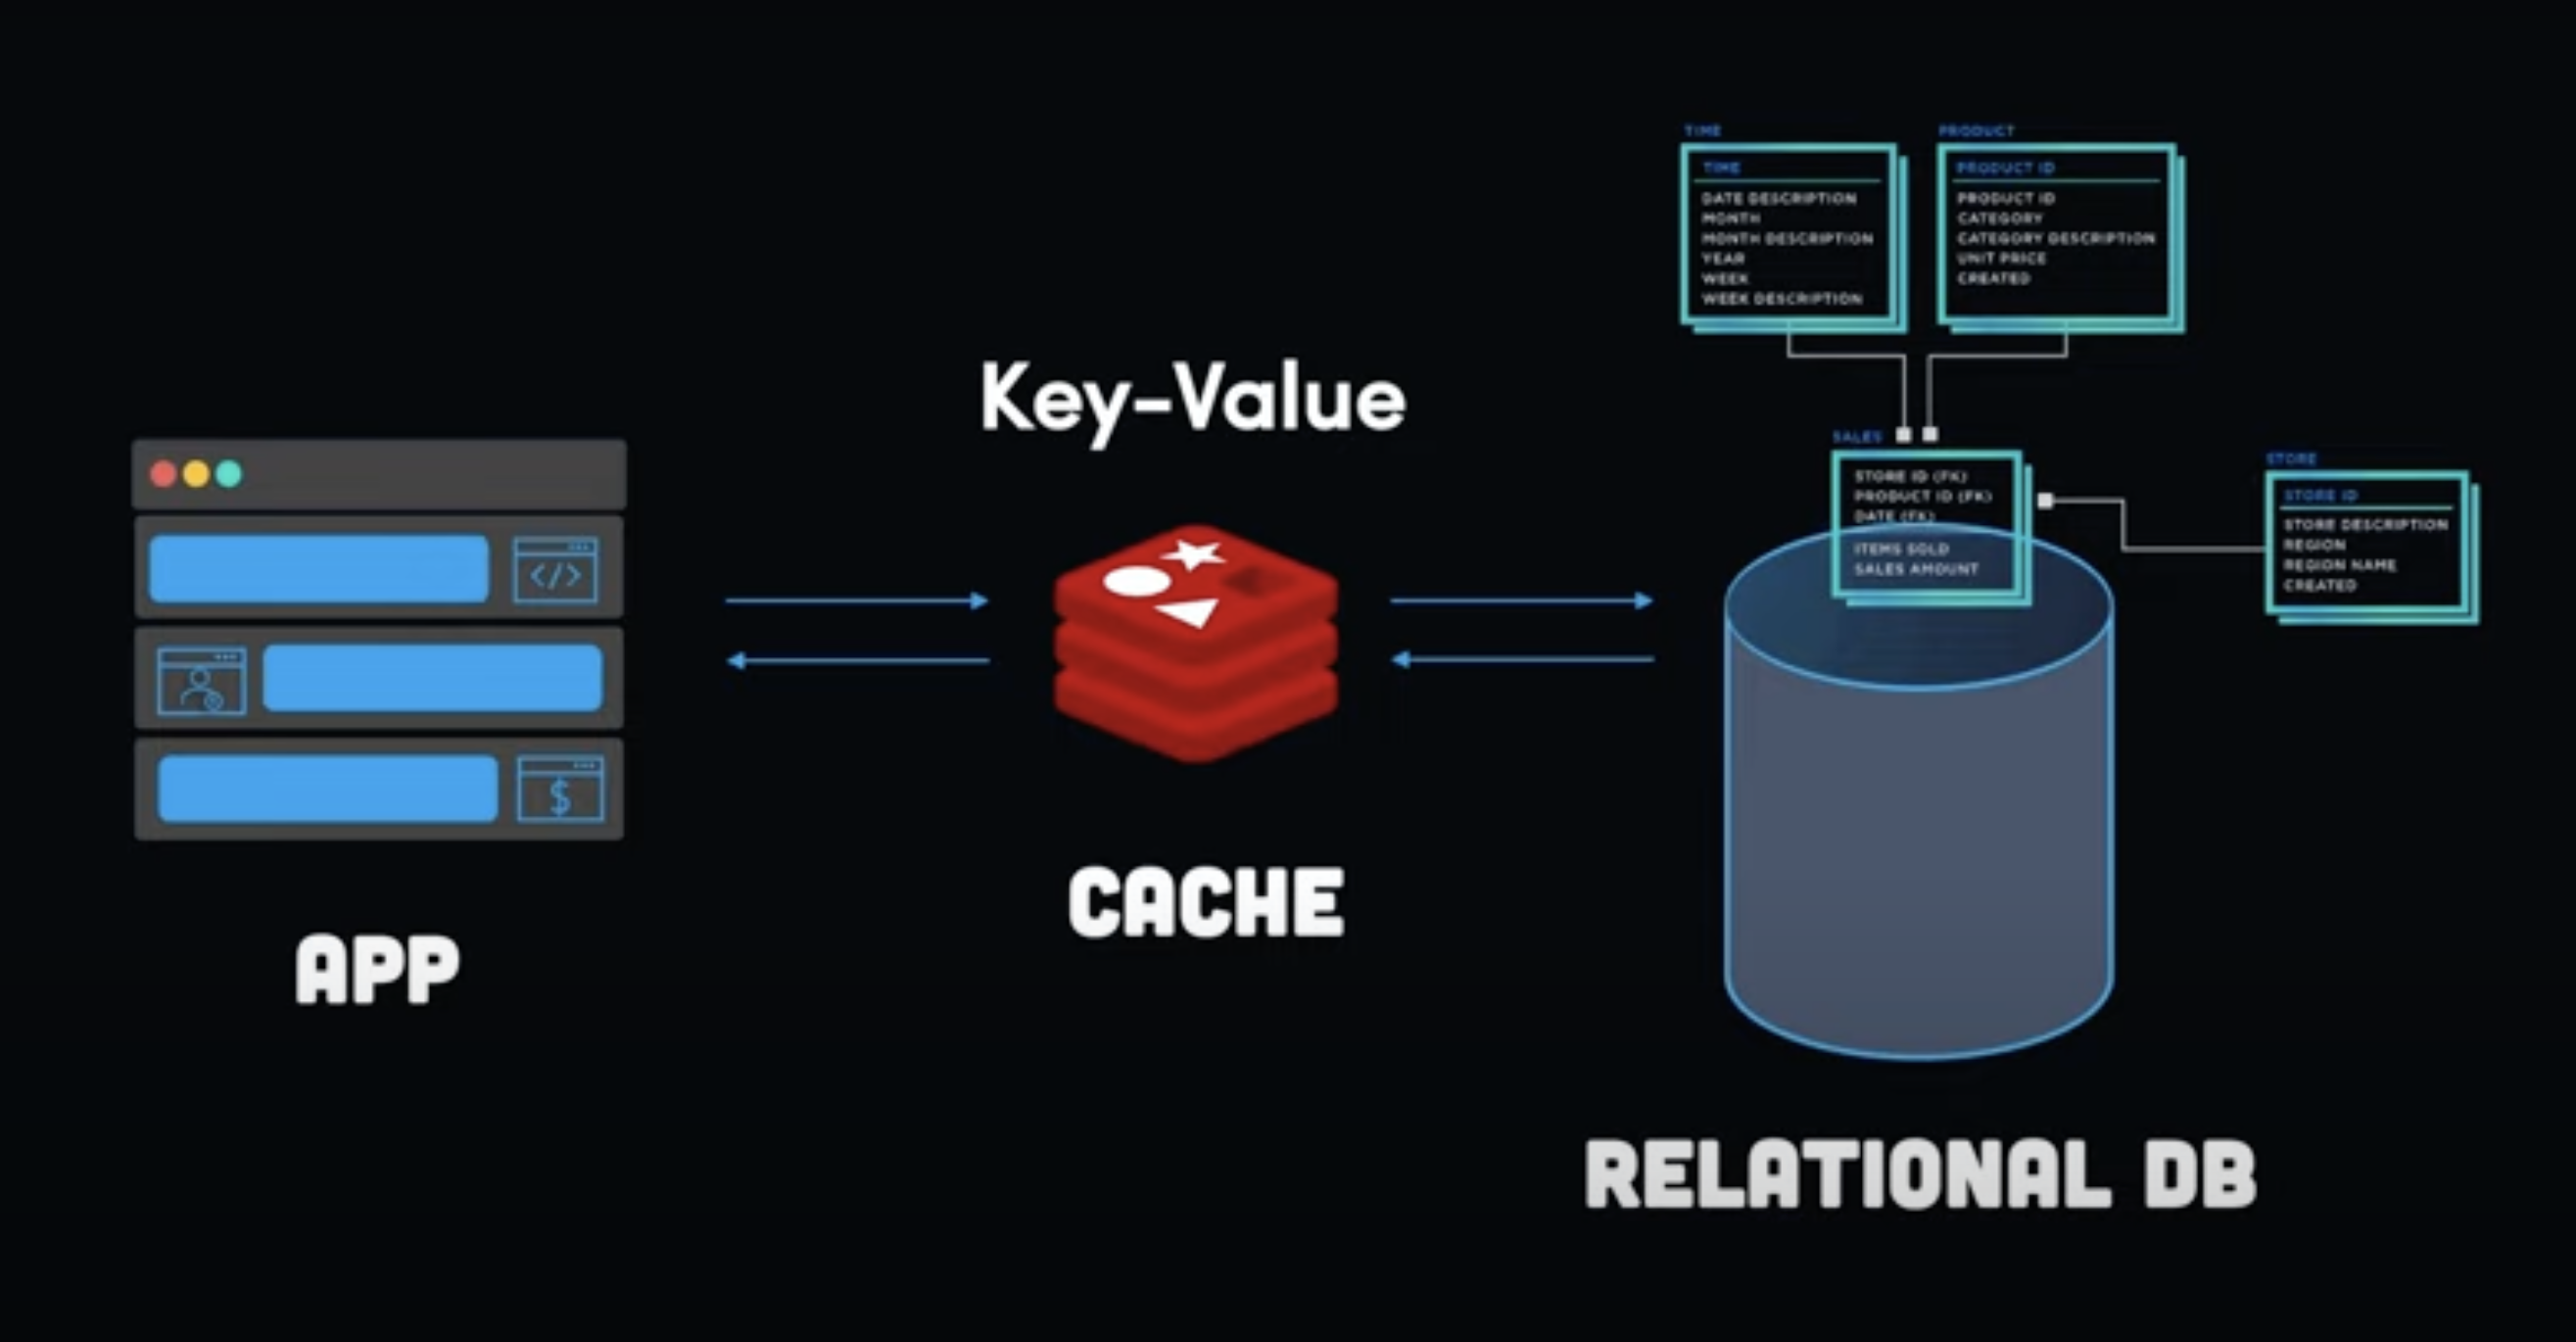 TIME
TIME
DATE DESCRIPTION
MONTH
MONTH DESCRIPTION
YEAR
WEEK
WEEK DESCRIPTION
PRODUCT
PRODUCT ID
PRODUCT ID
CATEGORY
CATEGORY DESCRIPTION
UNIT PRICE
CREATED
Key-Value
SALES
STORE ID (FK)
PRODUCT ID (FK)
DATE (FK)
ITEMS SOLD
SALES AMOUNT
STORE
STORE ID
STORE DESCRIPTION
REGION
REGION NAME
CREATED
</>
$
APP
CACHE
RELATIONAL DB